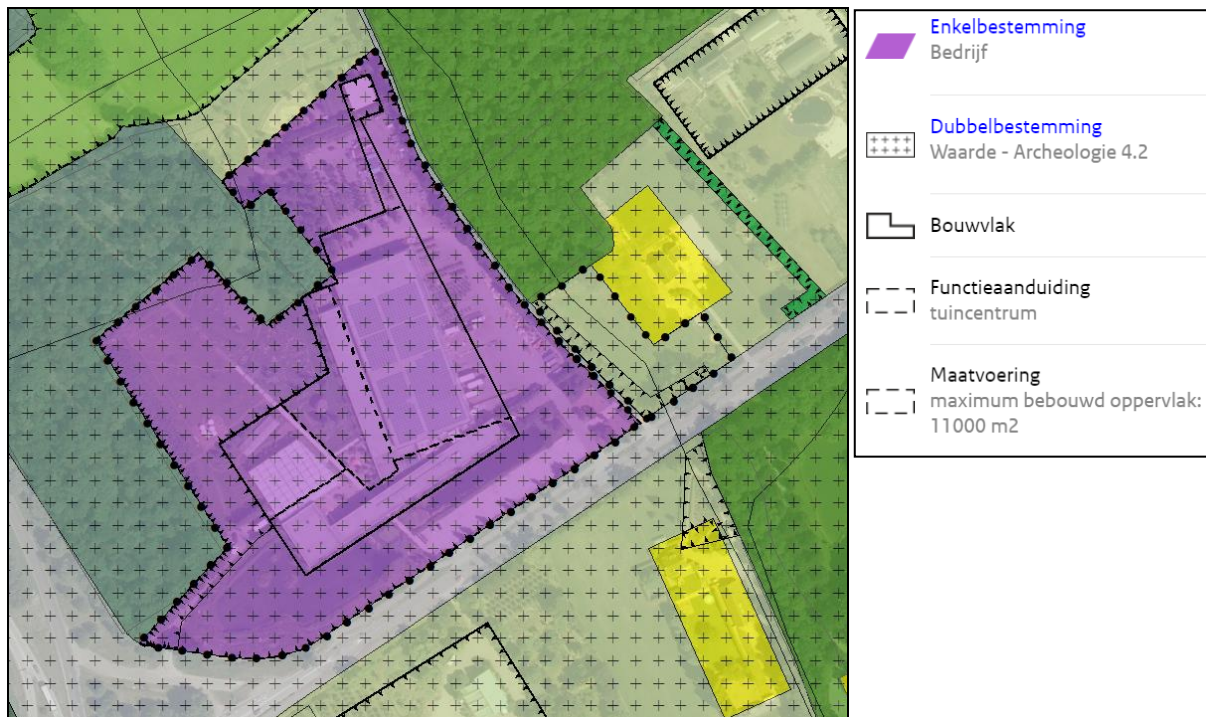 Enkelbestemming
Bedrijf
Dubbelbestemming
Waarde - Archeologie 4.2
Bouwvlak
Functieaanduiding
tuincentrum
Maatvoering
maximum bebouwd oppervlak:
11000 m2